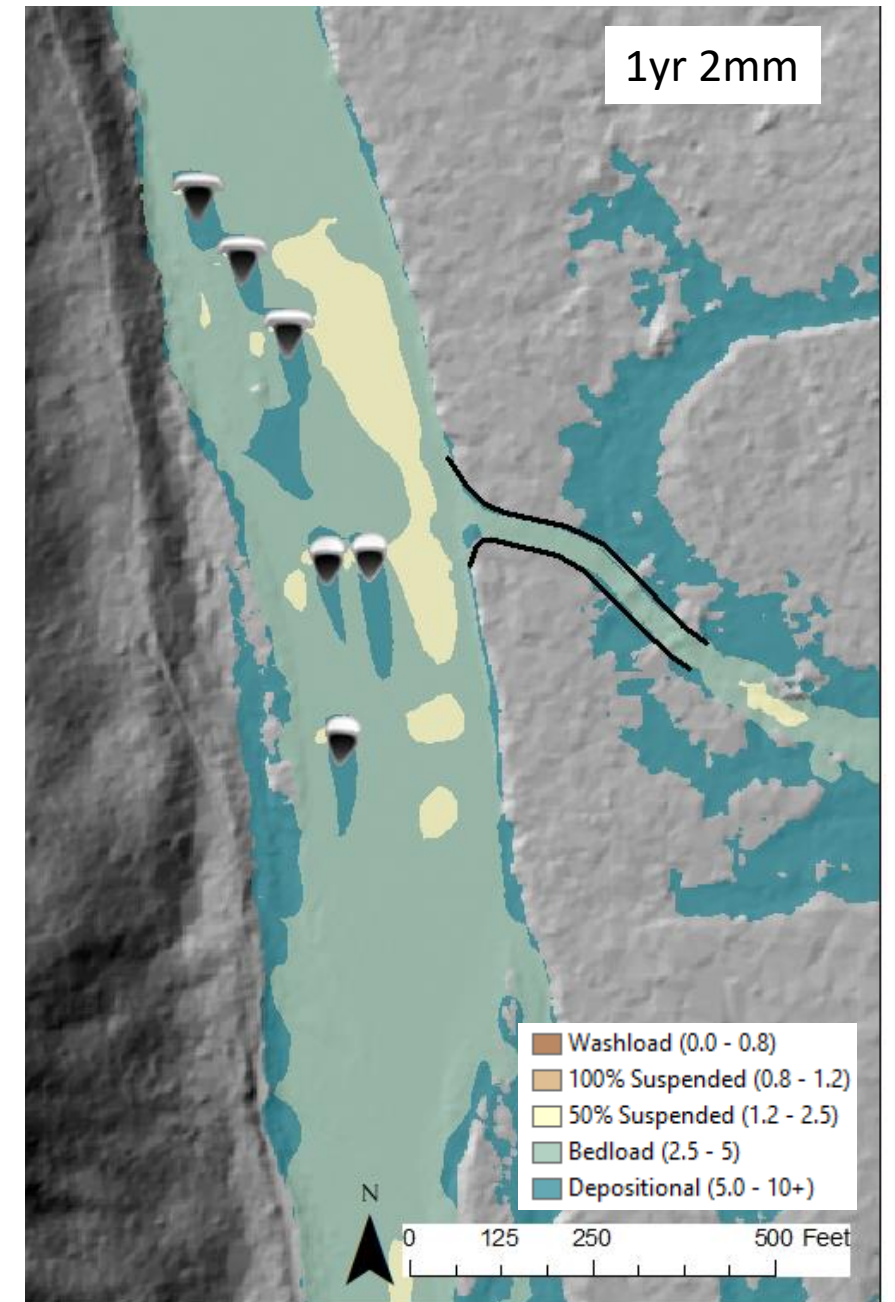 1yr 2mm
Washload (0.0 - 0.8)
100% Suspended (0.8 - 1.2)
50% Suspended (1.2 - 2.5)
Bedload (2.5 - 5)
Depositional (5.0 - 10+)
N
0 125 250 500 Feet